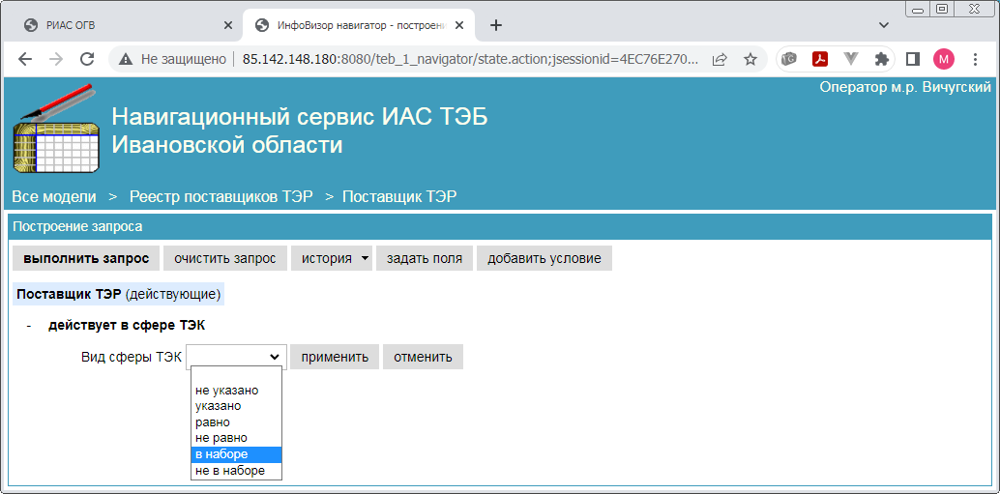 РИАС ОГВ
ИнфоВизор навигатор - построени
Не защищено
85.142.148.180:8080/teb_1_navigator/state.action;jsessionid=4EC76E270...
M
Оператор м.р. Вичугский
Навигационный сервис ИАС ТЭБ
Ивановской области
Все модели > Реестр поставщиков ТЭР > Поставщик ТЭР
Построение запроса
выполнить запрос очистить запрос история задать поля добавить условие
Поставщик ТЭР (действующие)
- действует в сфере ТЭК
Вид сферы ТЭК применить отменить
не указано
указано
равно
не равно
в наборе
не в наборе